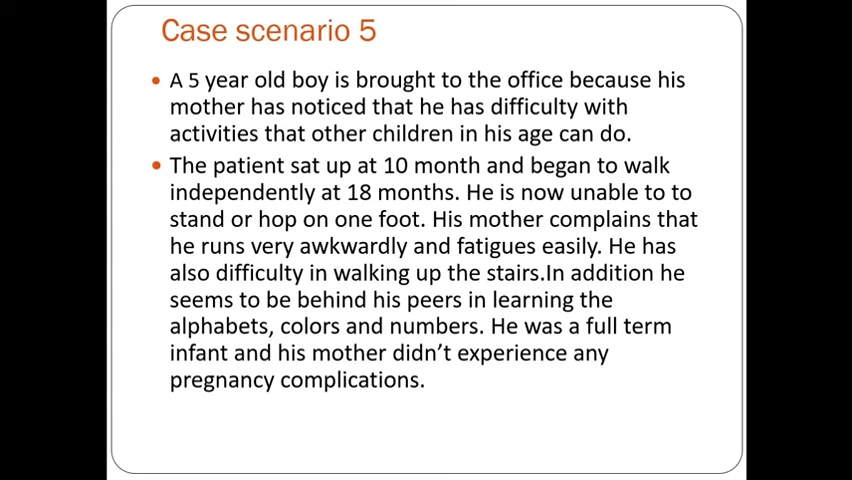 Case scenario 5
• A 5 year old boy is brought to the office because his
mother has noticed that he has difficulty with
activities that other children in his age can do.
• The patient sat up at 10 month and began to walk
independently at 18 months. He is now unable to to
stand or hop on one foot. His mother complains that
he runs very awkwardly and fatigues easily. He has
also difficulty in walking up the stairs.In addition he
seems to be behind his peers in learning the
alphabets, colors and numbers. He was a full term
infant and his mother didn’t experience any
pregnancy complications.